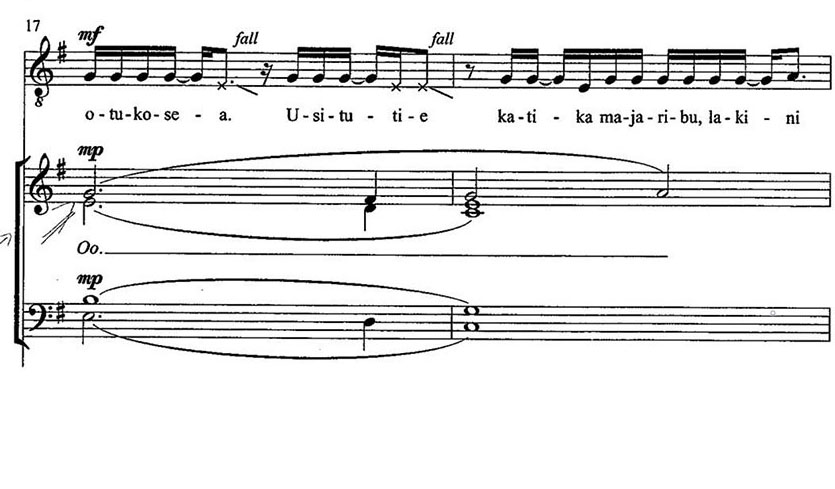 17
mf fall fall
8
o - tu - ko - se - a. U - si - tu - ti - e ka - ti - ka ma - ja - ri - bu, la - ki - ni
mp
Oo.
mp